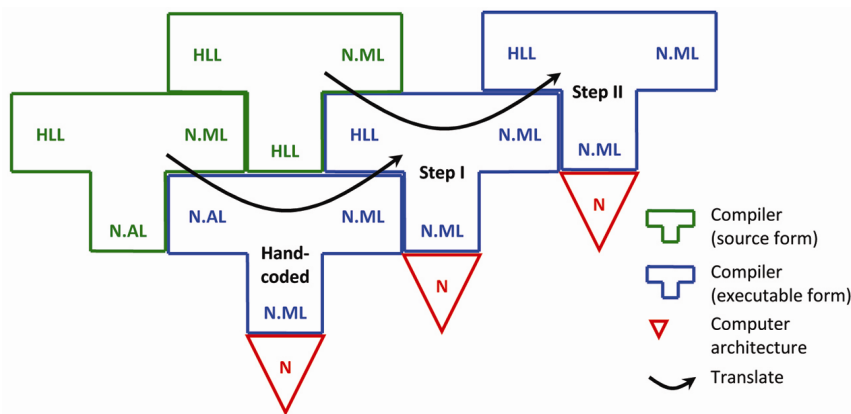 HLL N.ML
HLL N.ML
Step II
HLL N.ML
HLL N.ML
HLL
N.ML
Step I
N.AL
N.AL N.ML
N.ML
N
Hand-
coded
N.ML
N
N
Compiler
(source form)
Compiler
(executable form)
Computer
architecture
Translate